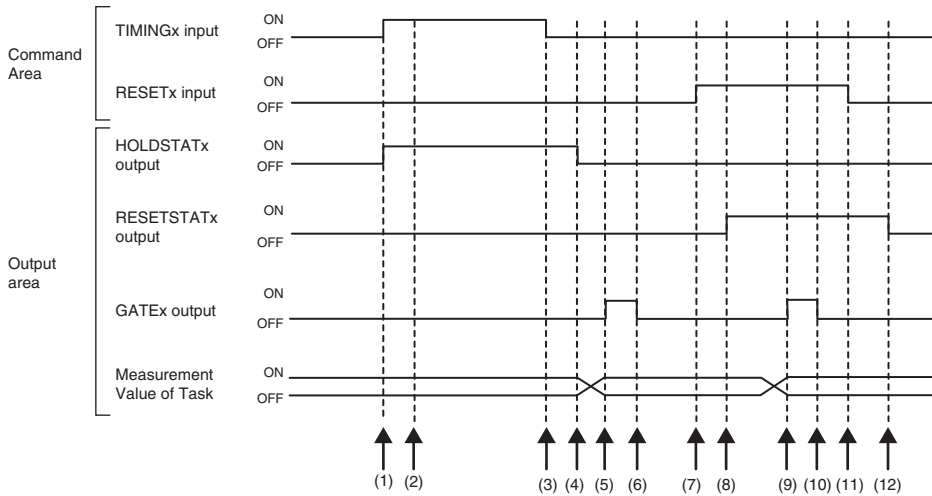 Command
Area
TIMINGx input
ON
OFF
RESETx input
ON
OFF
Output
area
HOLDSTATx
output
ON
OFF
RESETSTATx
output
ON
OFF
GATEx output
ON
OFF
Measurement
Value of Task
ON
OFF
(1) (2) (3) (4) (5) (6) (7) (8) (9) (10) (11) (12)